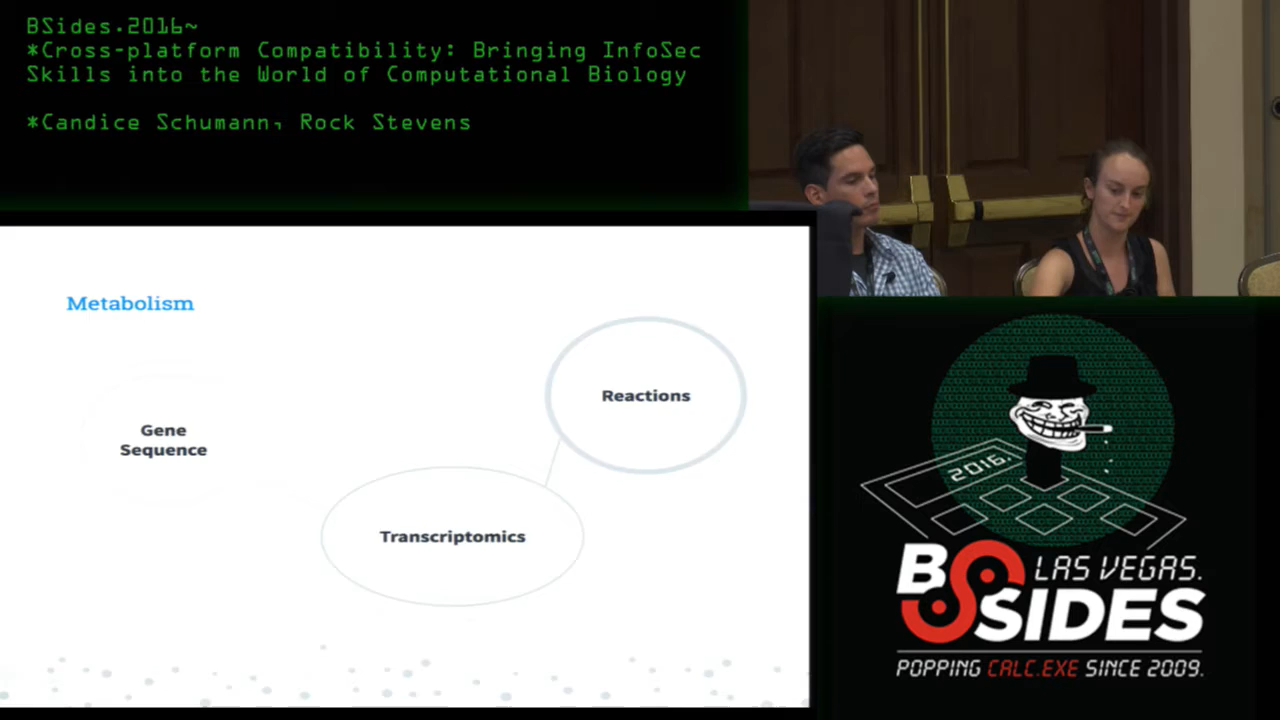 BSides.2016~
*Cross-platform Compatibility: Bringing InfoSec
Skills into the World of Computational Biology
*Candice Schumann, Rock Stevens
Metabolism
Gene
Sequence
Transcriptomics
Reactions
2016.
BSIDES
LAS VEGAS.
POPPING CALC.EXE SINCE 2009.